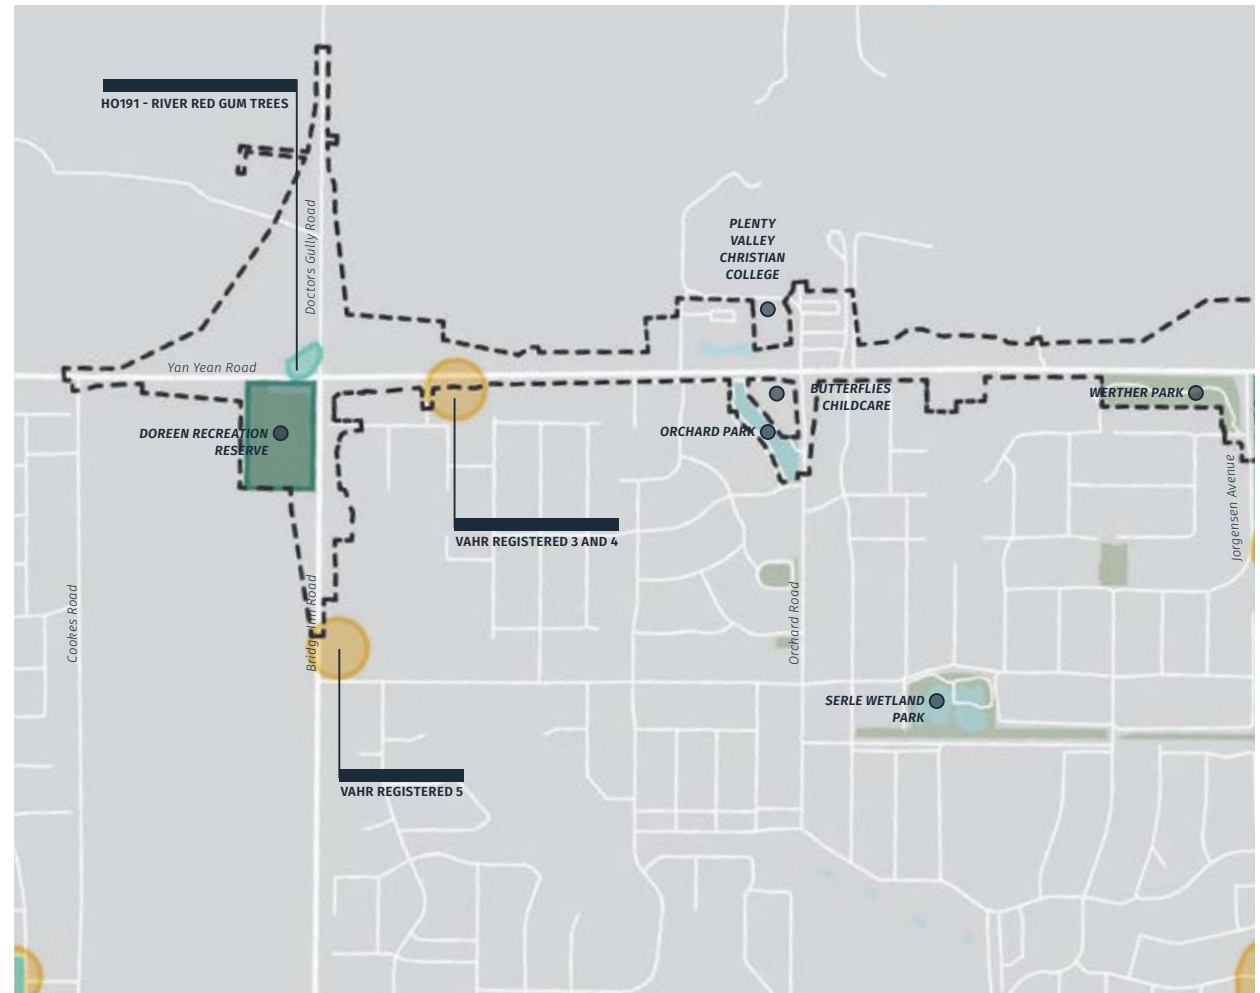 HO191 - RIVER RED GUM TREES
Doctors Gully Road
PLENTY
VALLEY
CHRISTIAN
COLLEGE
Yan Yean Road
BUTTERFLIES
CHILDCARE
WERTHER PARK
DOREEN RECREATION
RESERVE
ORCHARD PARK
Jorgensen Avenue
VAHR REGISTERED 3 AND 4
Cookes Road
Bridge Inn Road
Orchard Road
SERLE WETLAND
PARK
VAHR REGISTERED 5